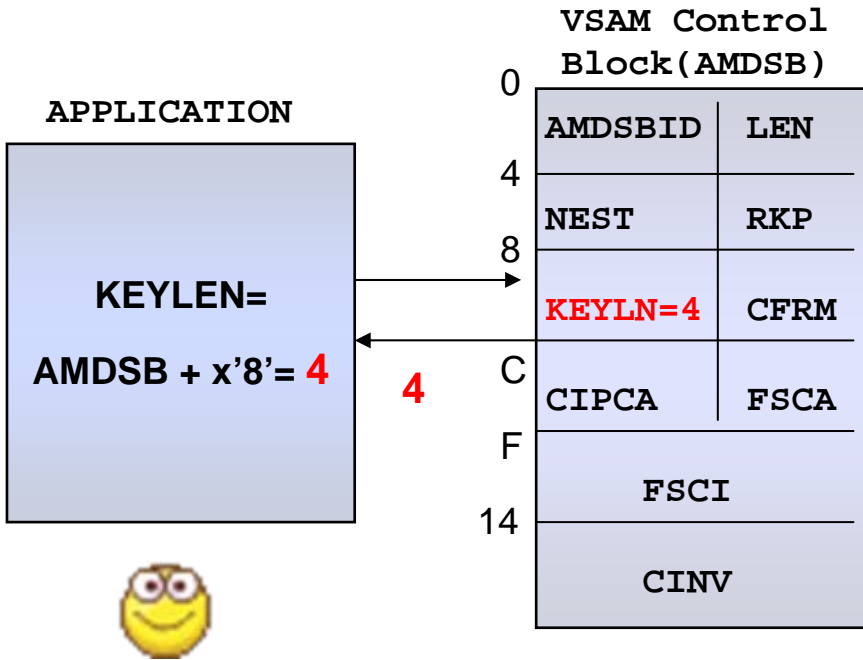 VSAM Control
Block(AMDSB)
APPLICATION
KEYLEN=
AMDSB + x’8’= 4
4
0
AMDSBID LEN
4
NEST RKP
8
KEYLN=4 CFRM
C
CIPCA FSCA
F
FSCI
14
CINV